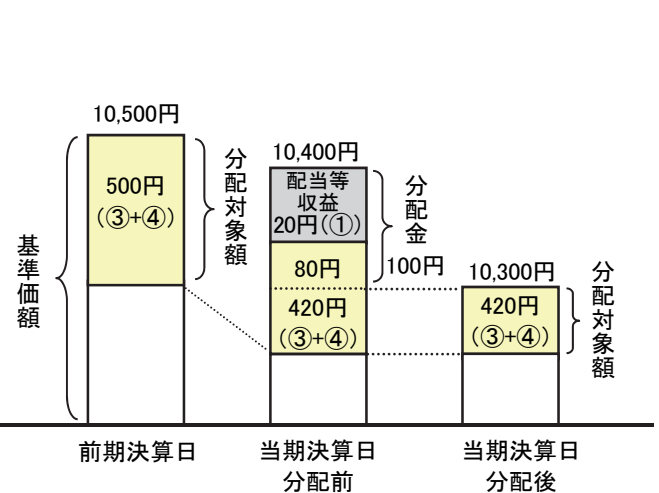 10,500円
500円
（③+④）
分配対象額
基準価額
10,400円
配当等
収益
20円(①)
分配金
80円
100円
420円
（③+④）
10,300円
420円
（③+④）
分配対象額
前期決算日
当期決算日
分配前
当期決算日
分配後